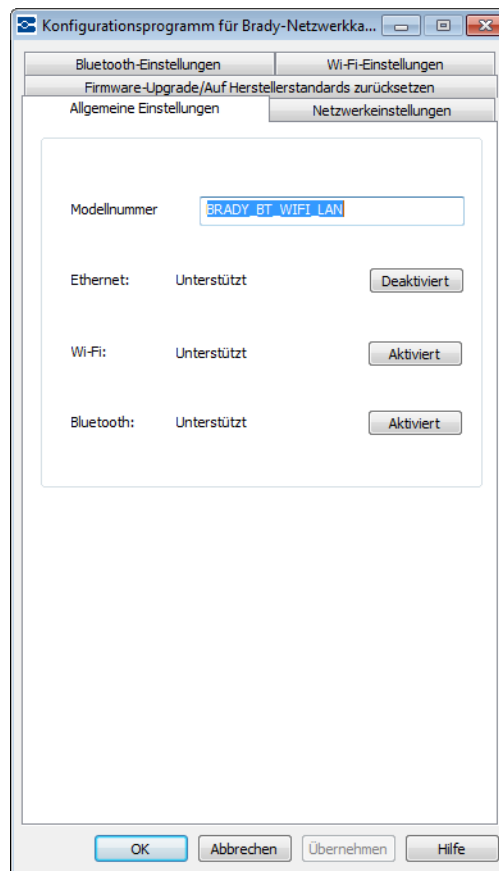 Konfigurationsprogramm für Brady-Netzwerkka...
Bluetooth-Einstellungen Wi-Fi-Einstellungen
Firmware-Upgrade/Auf Herstellerstandards zurücksetzen
Allgemeine Einstellungen Netzwerkeinstellungen
Modellnummer BRADY_BT_WIFI_LAN
Ethernet: Unterstützt Deaktiviert
Wi-Fi: Unterstützt Aktiviert
Bluetooth: Unterstützt Aktiviert
OK Abbrechen Übernehmen Hilfe